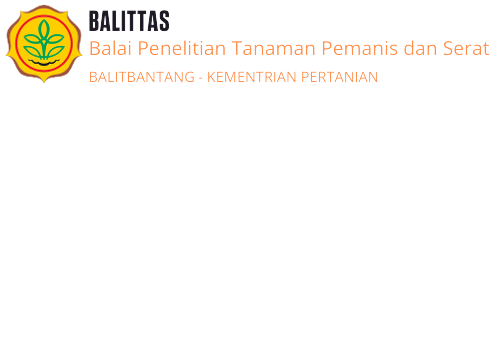 BALITTAS
Balai Penelitian Tanaman Pemanis dan Serat
BALITBANTANG - KEMENTRIAN PERTANIAN